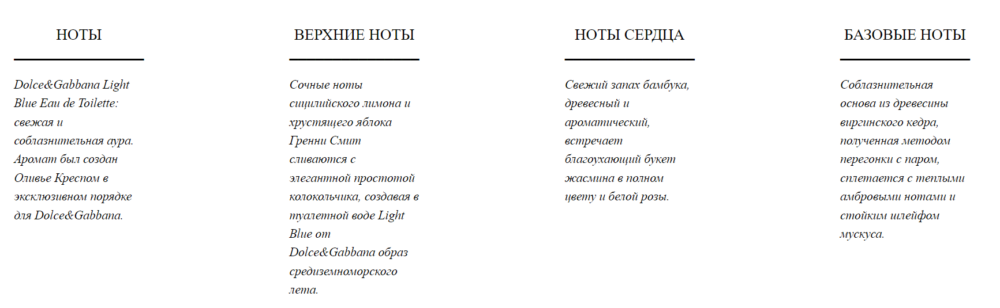 НОТЫ
Dolce&Gabbana Light
Blue Eau de Toilette:
свежая и
соблазнительная аура.
Аромат был создан
Оливье Креспом в
эксклюзивном порядке
для Dolce&Gabbana.
ВЕРХНИЕ НОТЫ
Сочные ноты
сицилийского лимона и
хрустящего яблока
Гренни Смит
сливаются с
элегантной простотой
колокольчика, создавая в
туалетной воде Light
Blue от
Dolce&Gabbana образ
средиземноморского
лета.
НОТЫ СЕРДЦА
Свежий запах бамбука,
древесный и
ароматический,
встречает
благоухающий букет
жасмина в полном
цвету и белой розы.
БАЗОВЫЕ НОТЫ
Соблазнительная
основа из древесины
виргинского кедра,
полученная методом
перегонки с паром,
сплетается с теплыми
амбровыми нотами и
стойким шлейфом
мускуса.